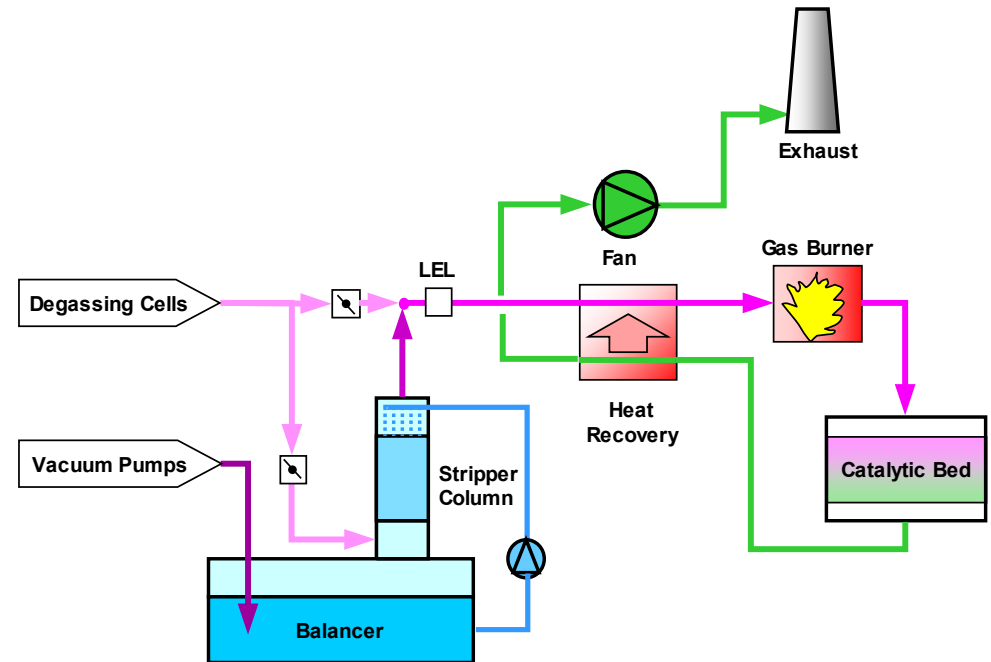 Exhaust
Fan
Gas Burner
LEL
Degassing Cells
Heat
Recovery
Vacuum Pumps
Stripper
Column
Catalytic Bed
Balancer